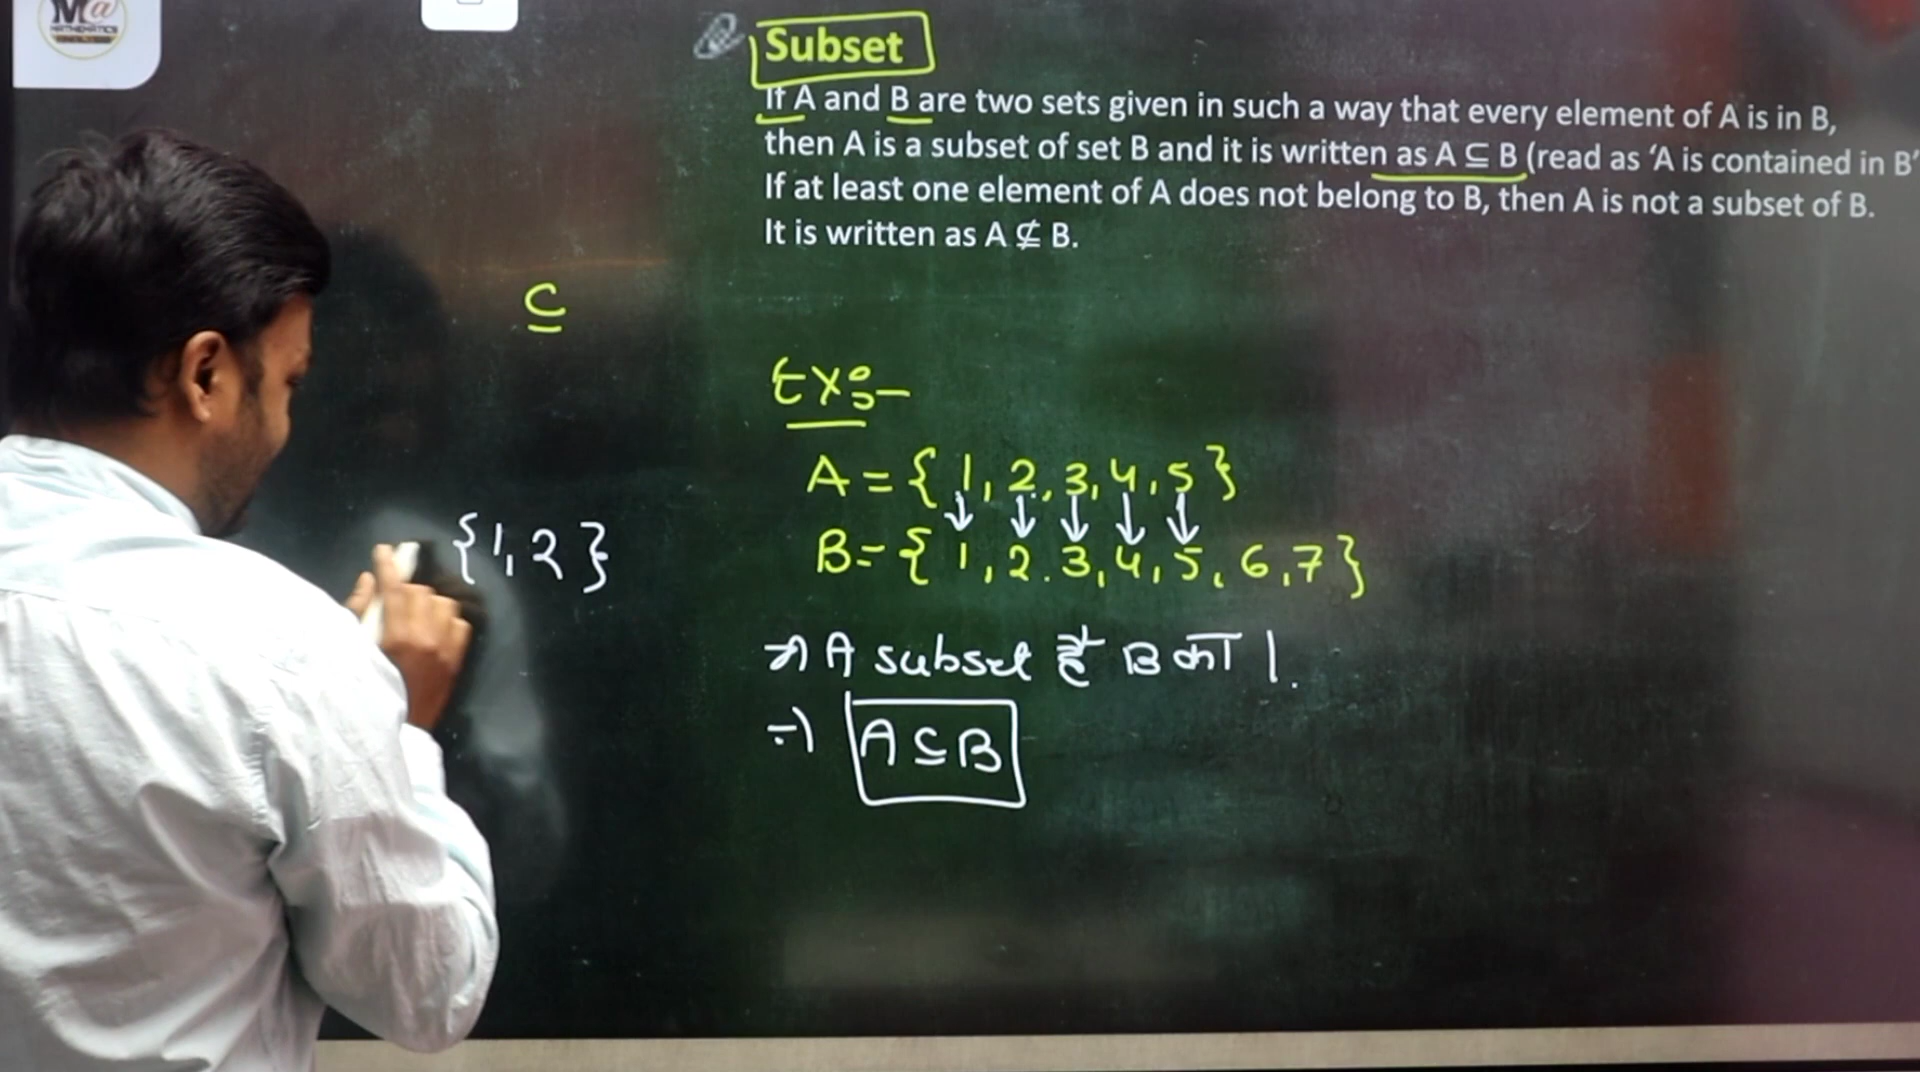 M@
MATHEMATICS
Subset
If A and B are two sets given in such a way that every element of A is in B,
then A is a subset of set B and it is written as A ⊆ B (read as ‘A is contained in B’
If at least one element of A does not belong to B, then A is not a subset of B.
It is written as A ⊈ B.
⊆
Ex:-
A = { 1, 2, 3, 4, 5 }
B = { 1, 2, 3, 4, 5, 6, 7 }
{1, 2}
⇒ A subset है B का |
⇒ A ⊆ B